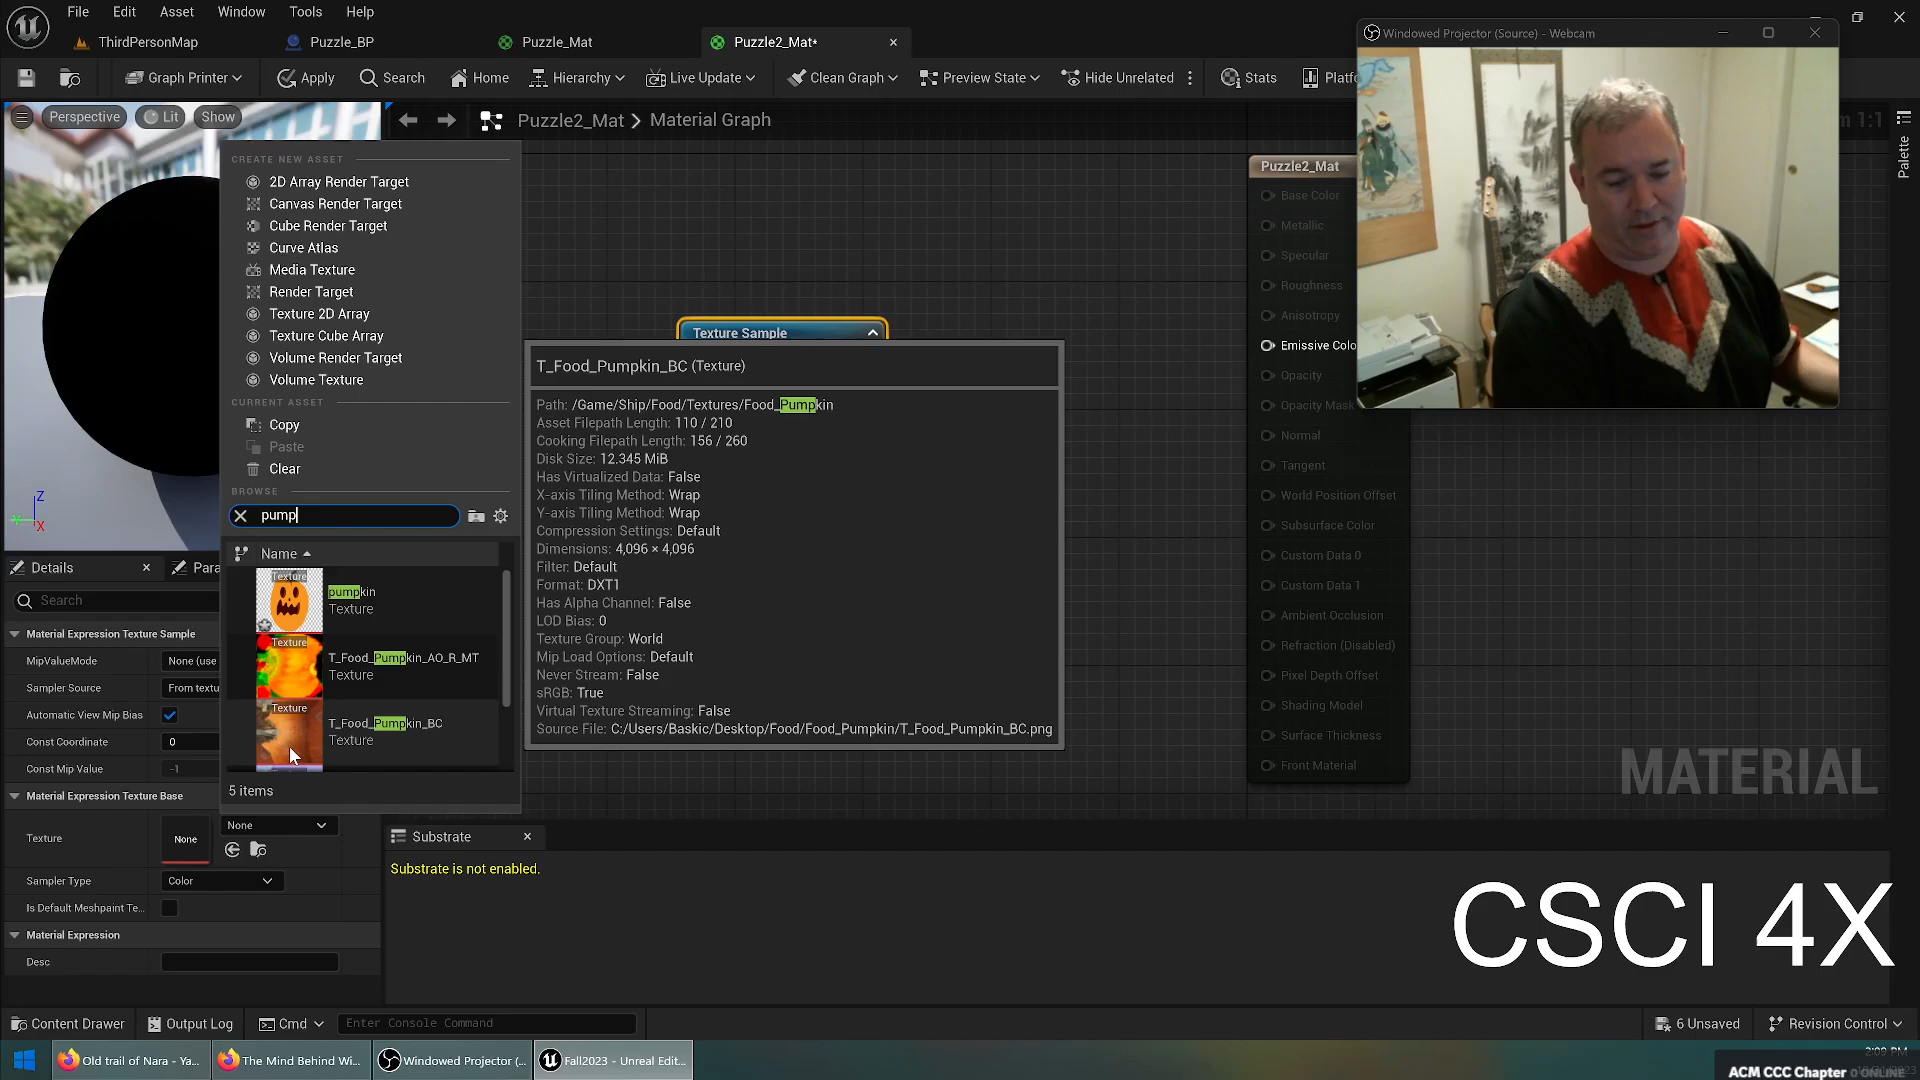 File Edit Asset Window Tools Help
ThirdPersonMap Puzzle_BP Puzzle_Mat Puzzle2_Mat*
Graph Printer Apply Search Home Hierarchy Live Update Clean Graph Preview State Hide Unrelated Stats Platfo
Windowed Projector (Source) - Webcam
Perspective Lit Show
Puzzle2_Mat Material Graph
Palette
CREATE NEW ASSET
2D Array Render Target
Canvas Render Target
Cube Render Target
Curve Atlas
Media Texture
Render Target
Texture 2D Array
Texture Cube Array
Volume Render Target
Volume Texture
CURRENT ASSET
Copy
Paste
Clear
BROWSE
pump
Name
Texture
pumpkin
Texture
Texture
T_Food_Pumpkin_AO_R_MT
Texture
Texture
T_Food_Pumpkin_BC
Texture
5 items
Z
X
Texture Sample
T_Food_Pumpkin_BC (Texture)
Path: /Game/Ship/Food/Textures/Food_Pumpkin
Asset Filepath Length: 110 / 210
Cooking Filepath Length: 156 / 260
Disk Size: 12.345 MiB
Has Virtualized Data: False
X-axis Tiling Method: Wrap
Y-axis Tiling Method: Wrap
Compression Settings: Default
Dimensions: 4,096 × 4,096
Filter: Default
Format: DXT1
Has Alpha Channel: False
LOD Bias: 0
Texture Group: World
Mip Load Options: Default
Never Stream: False
sRGB: True
Virtual Texture Streaming: False
Source File: C:/Users/Baskic/Desktop/Food/Food_Pumpkin/T_Food_Pumpkin_BC.png
Puzzle2_Mat
Base Color
Metallic
Specular
Roughness
Anisotropy
Emissive Colo
Opacity
Opacity Mask
Normal
Tangent
World Position Offset
Subsurface Color
Custom Data 0
Custom Data 1
Ambient Occlusion
Refraction (Disabled)
Pixel Depth Offset
Shading Model
Surface Thickness
Front Material
MATERIAL
Details Para
Search
Material Expression Texture Sample
MipValueMode None (use
Sampler Source From textu
Automatic View Mip Bias
Const Coordinate 0
Const Mip Value -1
Material Expression Texture Base
Texture None None
Sampler Type Color
Is Default Meshpaint Te...
Material Expression
Desc
Substrate
Substrate is not enabled.
CSCI 4X
Content Drawer Output Log Cmd Enter Console Command 6 Unsaved Revision Control
Old trail of Nara - Ya... The Mind Behind Wi... Windowed Projector (... Fall2023 - Unreal Edit...
2:09 PM
ACM CCC Chapter 0 ONLINE